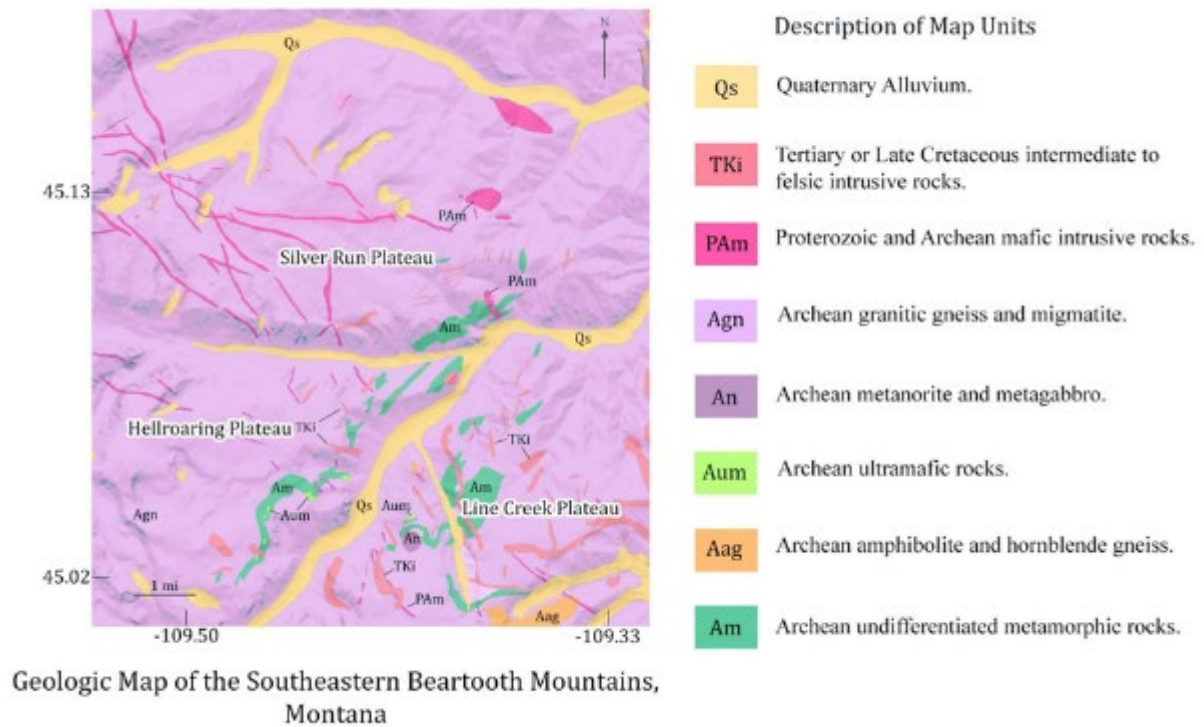 N
Description of Map Units
Qs
Qs Quaternary Alluvium.
TKi Tertiary or Late Cretaceous intermediate to
felsic intrusive rocks.
45.13
PAm
PAm Proterozoic and Archean mafic intrusive rocks.
Silver Run Plateau
PAm
Agn Archean granitic gneiss and migmatite.
Am
Qs
An Archean metanorite and metagabbro.
Hellroaring Plateau
TKi
TKi
Aum Archean ultramafic rocks.
Am
Am
Aum
Qs
Aum
Line Creek Plateau
Agn
An
Aag Archean amphibolite and hornblende gneiss.
TKi
45.02
1 mi
PAm
Aag
Am Archean undifferentiated metamorphic rocks.
-109.50
-109.33
Geologic Map of the Southeastern Beartooth Mountains,
Montana